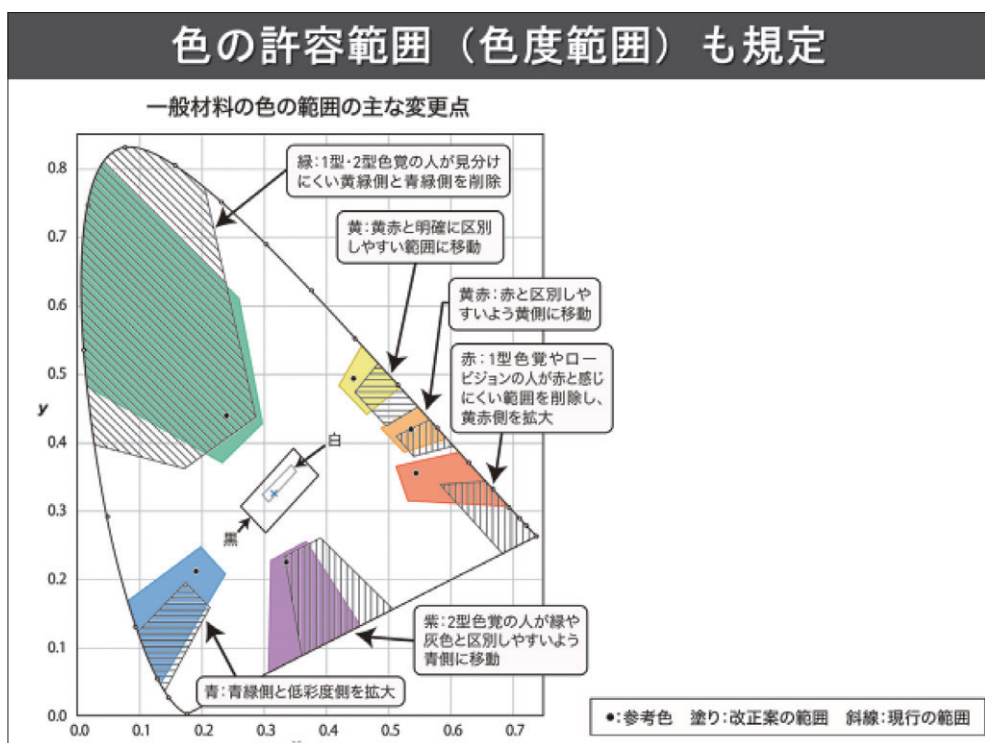 色の許容範囲（色度範囲）も規定
一般材料の色の範囲の主な変更点
緑：1型・2型色覚の人が見分け
にくい黄緑側と青緑側を削除
黄：黄赤と明確に区別
しやすい範囲に移動
黄赤：赤と区別しや
すいよう黄側に移動
赤：1型色覚やロー
ビジョンの人が赤と感じ
にくい範囲を削除し、
黄赤側を拡大
白
黒
紫：2型色覚の人が緑や
灰色と区別しやすいよう
青側に移動
青：青緑側と低彩度側を拡大
0.8
0.7
0.6
0.5
y
0.4
0.3
0.2
0.1
0.0
0.0 0.1 0.2 0.3 0.4 0.5 0.6 0.7
●：参考色 塗り：改正案の範囲 斜線：現行の範囲